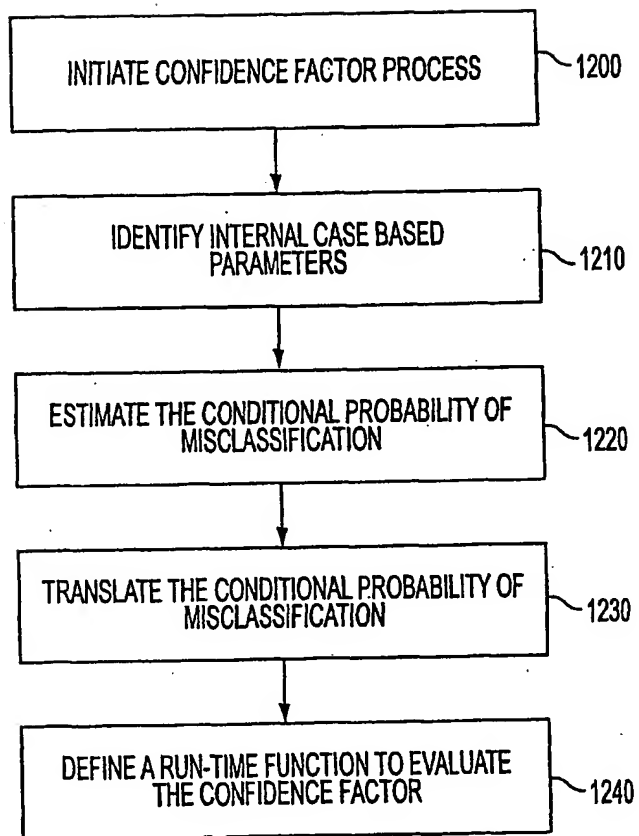 INITIATE CONFIDENCE FACTOR PROCESS
1200
IDENTIFY INTERNAL CASE BASED
PARAMETERS
1210
ESTIMATE THE CONDITIONAL PROBABILITY OF
MISCLASSIFICATION
1220
TRANSLATE THE CONDITIONAL PROBABILITY OF
MISCLASSIFICATION
1230
DEFINE A RUN-TIME FUNCTION TO EVALUATE
THE CONFIDENCE FACTOR
1240